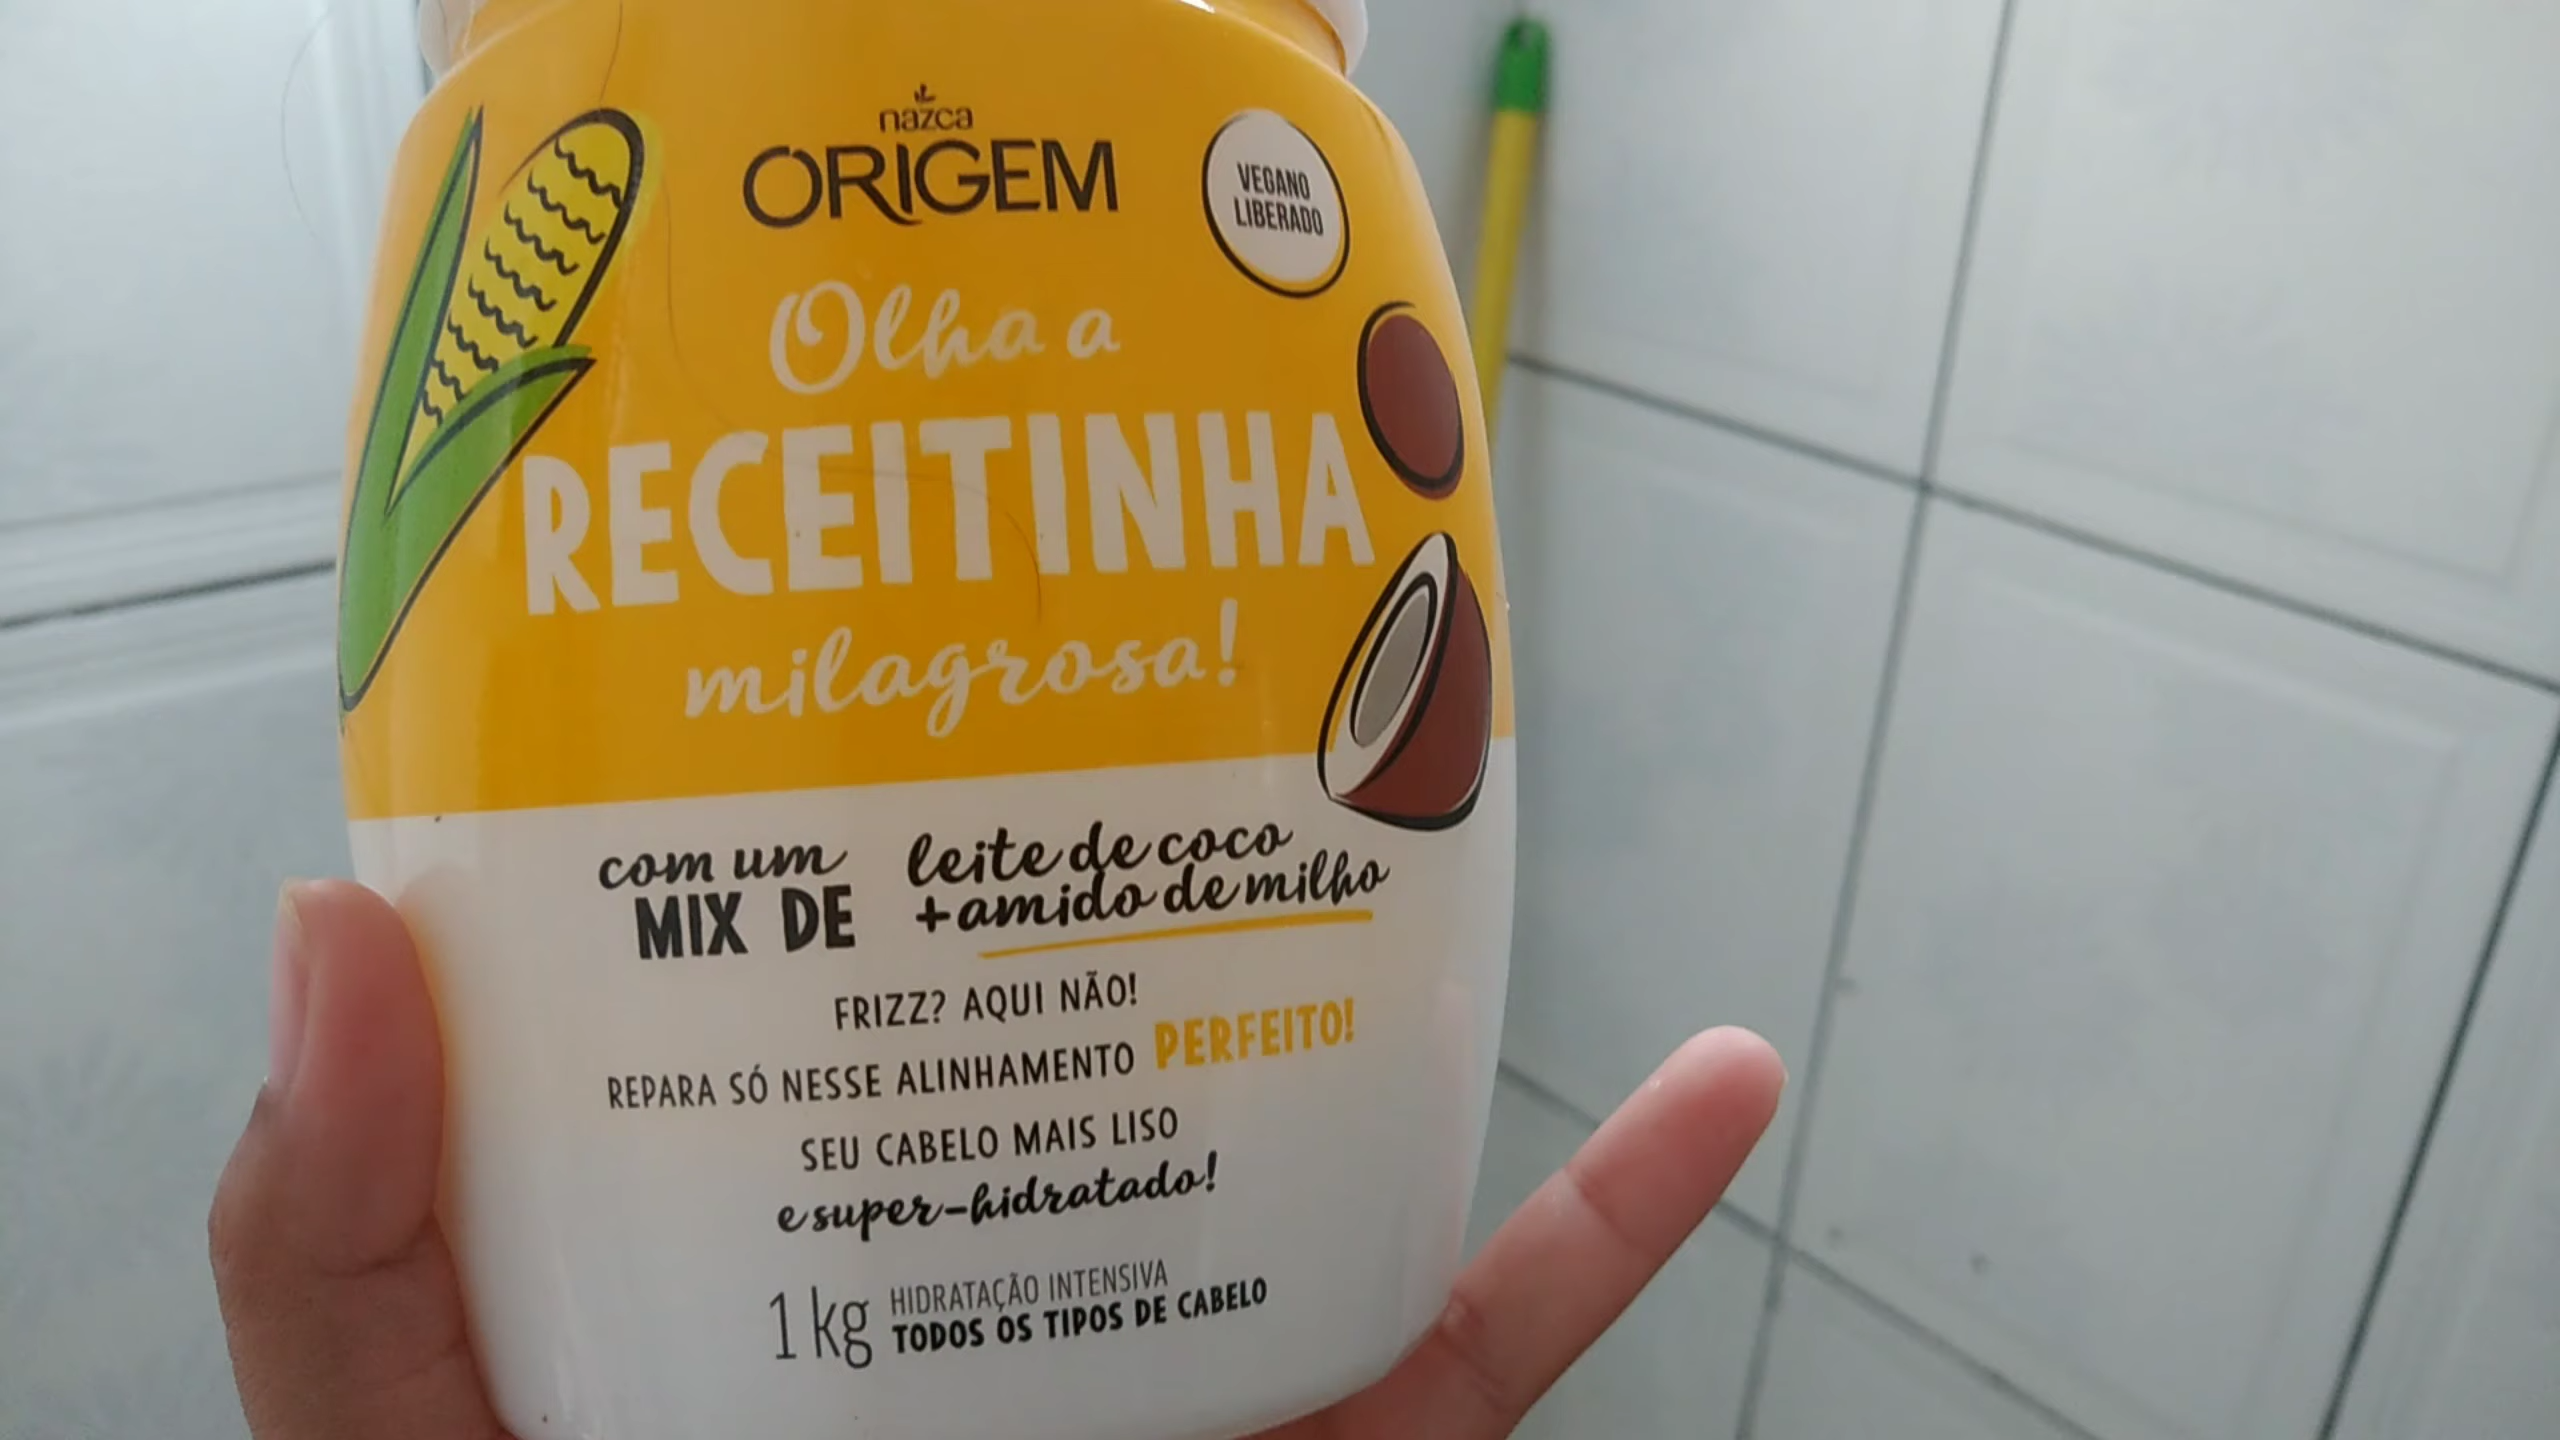 nazca
ORIGEM
VEGANO
LIBERADO
Olha a
RECEITINHA
milagrosa!
com um
MIX DE
leite de coco
+amido de milho
FRIZZ? AQUI NÃO!
REPARA SÓ NESSE ALINHAMENTO PERFEITO!
SEU CABELO MAIS LISO
e super-hidratado!
1 kg
HIDRATAÇÃO INTENSIVA
TODOS OS TIPOS DE CABELO